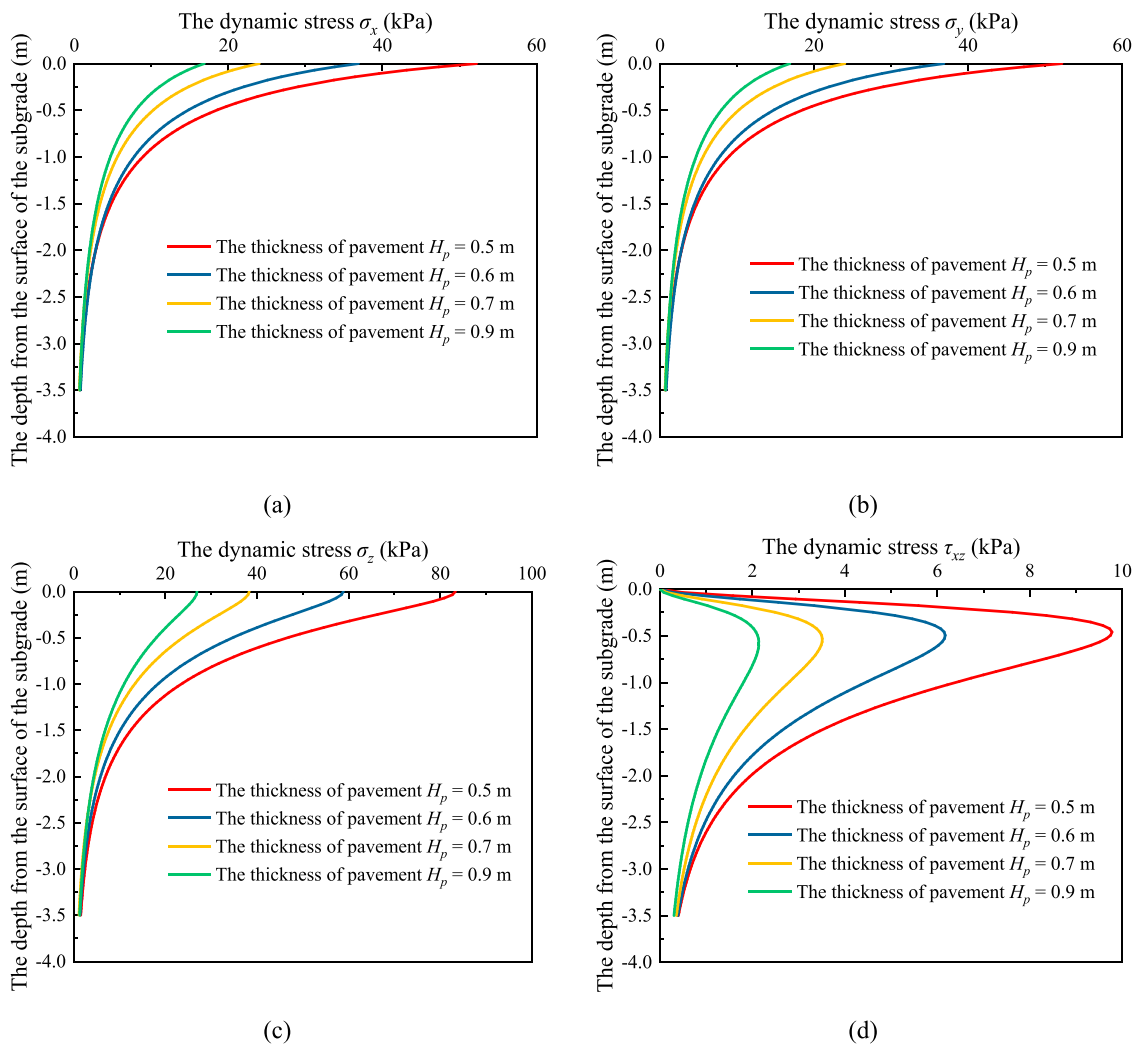 The dynamic stress σx (kPa)
0 20 40 60
The depth from the surface of the subgrade (m)
0.0
-0.5
-1.0
-1.5
-2.0
-2.5
-3.0
-3.5
-4.0
The thickness of pavement Hp = 0.5 m
The thickness of pavement Hp = 0.6 m
The thickness of pavement Hp = 0.7 m
The thickness of pavement Hp = 0.9 m
(a)
The dynamic stress σy (kPa)
0 20 40 60
The depth from the surface of the subgrade (m)
0.0
-0.5
-1.0
-1.5
-2.0
-2.5
-3.0
-3.5
-4.0
The thickness of pavement Hp = 0.5 m
The thickness of pavement Hp = 0.6 m
The thickness of pavement Hp = 0.7 m
The thickness of pavement Hp = 0.9 m
(b)
The dynamic stress σz (kPa)
0 20 40 60 80 100
The depth from the surface of the subgrade (m)
0.0
-0.5
-1.0
-1.5
-2.0
-2.5
-3.0
-3.5
-4.0
The thickness of pavement Hp = 0.5 m
The thickness of pavement Hp = 0.6 m
The thickness of pavement Hp = 0.7 m
The thickness of pavement Hp = 0.9 m
(c)
The dynamic stress τxz (kPa)
0 2 4 6 8 10
The depth from the surface of the subgrade (m)
0.0
-0.5
-1.0
-1.5
-2.0
-2.5
-3.0
-3.5
-4.0
The thickness of pavement Hp = 0.5 m
The thickness of pavement Hp = 0.6 m
The thickness of pavement Hp = 0.7 m
The thickness of pavement Hp = 0.9 m
(d)